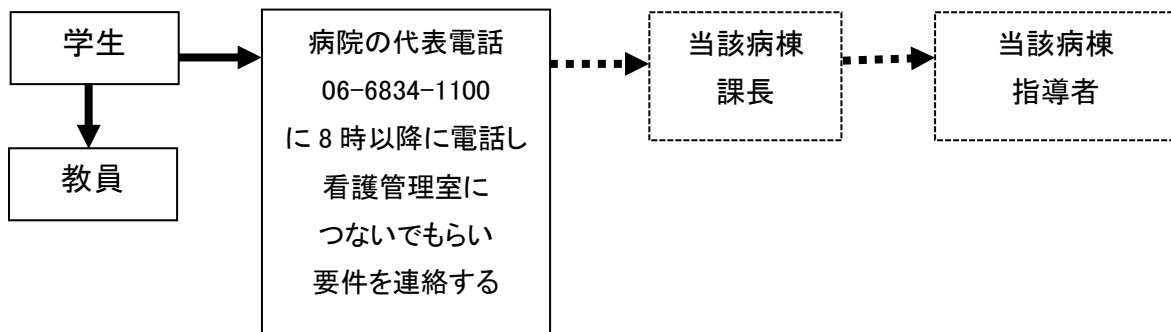 学生
教員
病院の代表電話
06-6834-1100
に 8 時以降に電話し
看護管理室に
つないでもらい
要件を連絡する
当該病棟
課長
当該病棟
指導者